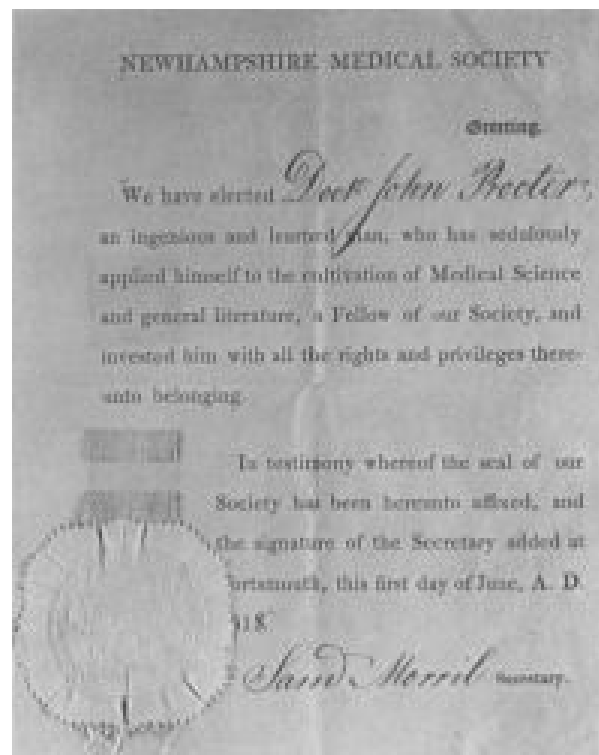 NEWHAMPSHIRE MEDICAL SOCIETY
Greeting.
We have elected Doct John Procter,
an ingenious and learned man, who has sedulously
applied himself to the cultivation of Medical Science
and general literature, a Fellow of our Society, and
invested him with all the rights and privileges there-
unto belonging.
In testimony whereof the seal of our
Society has been hereunto affixed, and
the signature of the Secretary added at
Portsmouth, this first day of June, A. D.
Saml Morril Secretary.